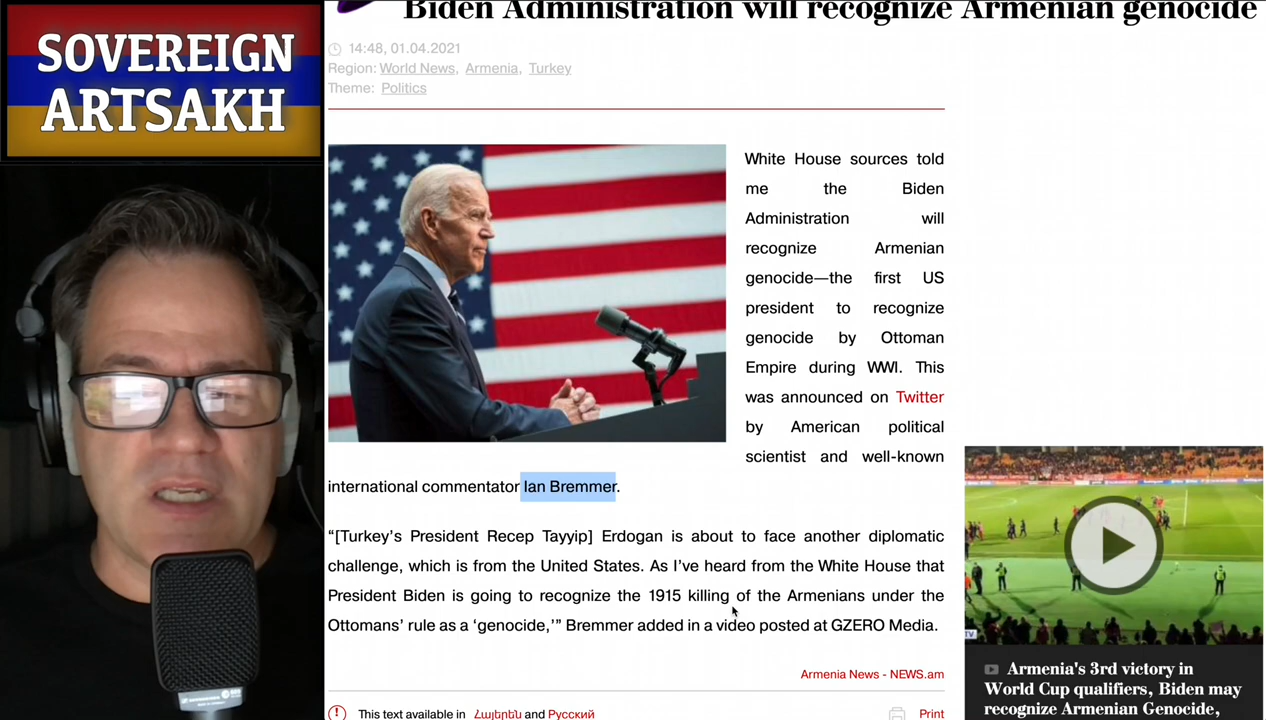 Biden Administration will recognize Armenian genocide
SOVEREIGN
ARTSAKH
14:48, 01.04.2021
Region: World News, Armenia, Turkey
Theme: Politics
White House sources told
me the Biden
Administration will
recognize Armenian
genocide—the first US
president to recognize
genocide by Ottoman
Empire during WWI. This
was announced on Twitter
by American political
scientist and well-known
international commentator Ian Bremmer.
“[Turkey’s President Recep Tayyip] Erdogan is about to face another diplomatic
challenge, which is from the United States. As I’ve heard from the White House that
President Biden is going to recognize the 1915 killing of the Armenians under the
Ottomans’ rule as a ‘genocide,’” Bremmer added in a video posted at GZERO Media.
TV
Armenia News - NEWS.am
Armenia's 3rd victory in
World Cup qualifiers, Biden may
recognize Armenian Genocide,
This text available in Հայերեն and Русский
Print